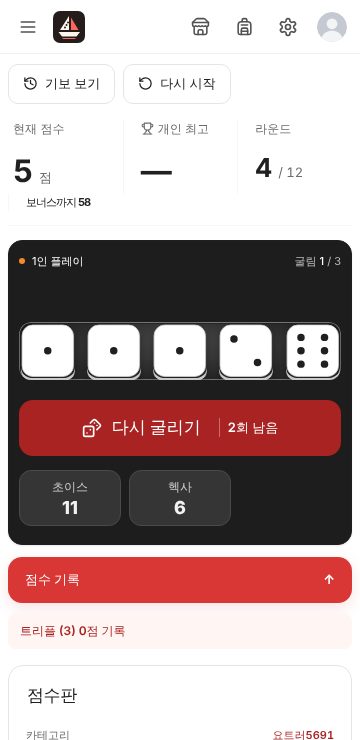 기보 보기
다시 시작
현재 점수
개인 최고
라운드
5 점
—
4 / 12
보너스까지 58
1인 플레이
굴림 1 / 3
다시 굴리기
2회 남음
초이스
헥사
11
6
점수 기록
트리플 (3) 0점 기록
점수판
카테고리
요트러5691